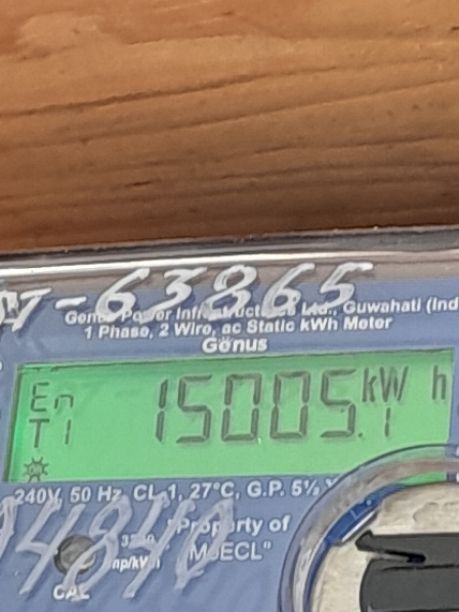 -63865
Genus Power Infrastructures Ltd., Guwahati (Ind
1 Phase, 2 Wire, ac Static kWh Meter
Genus
En 15005.1 kW h
T1
240V, 50 Hz, CL.1, 27°C, G.P. 5%
"Property of
MeECL"
CAL